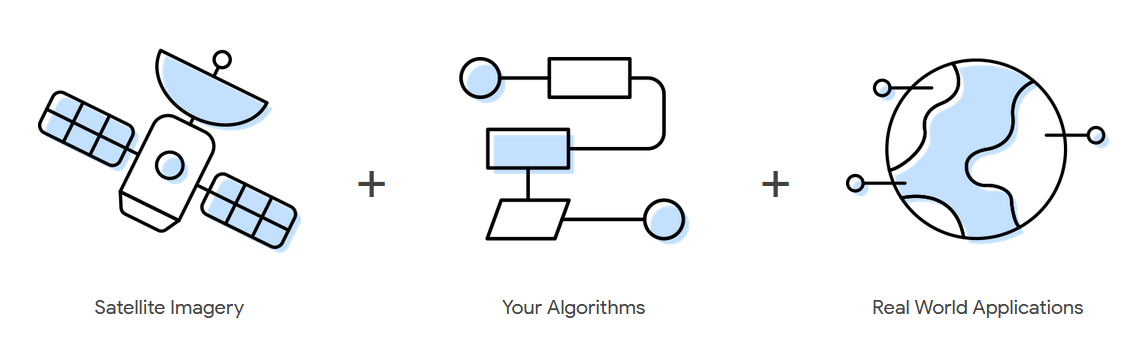 + +
Satellite Imagery Your Algorithms Real World Applications